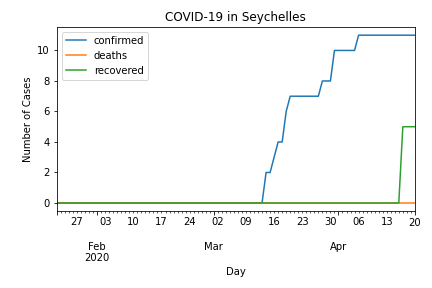 COVID-19 in Seychelles
confirmed
deaths
recovered
Number of Cases
10
8
6
4
2
0
27 03 10 17 24 02 09 16 23 30 06 13 20
Feb Mar Apr
2020
Day